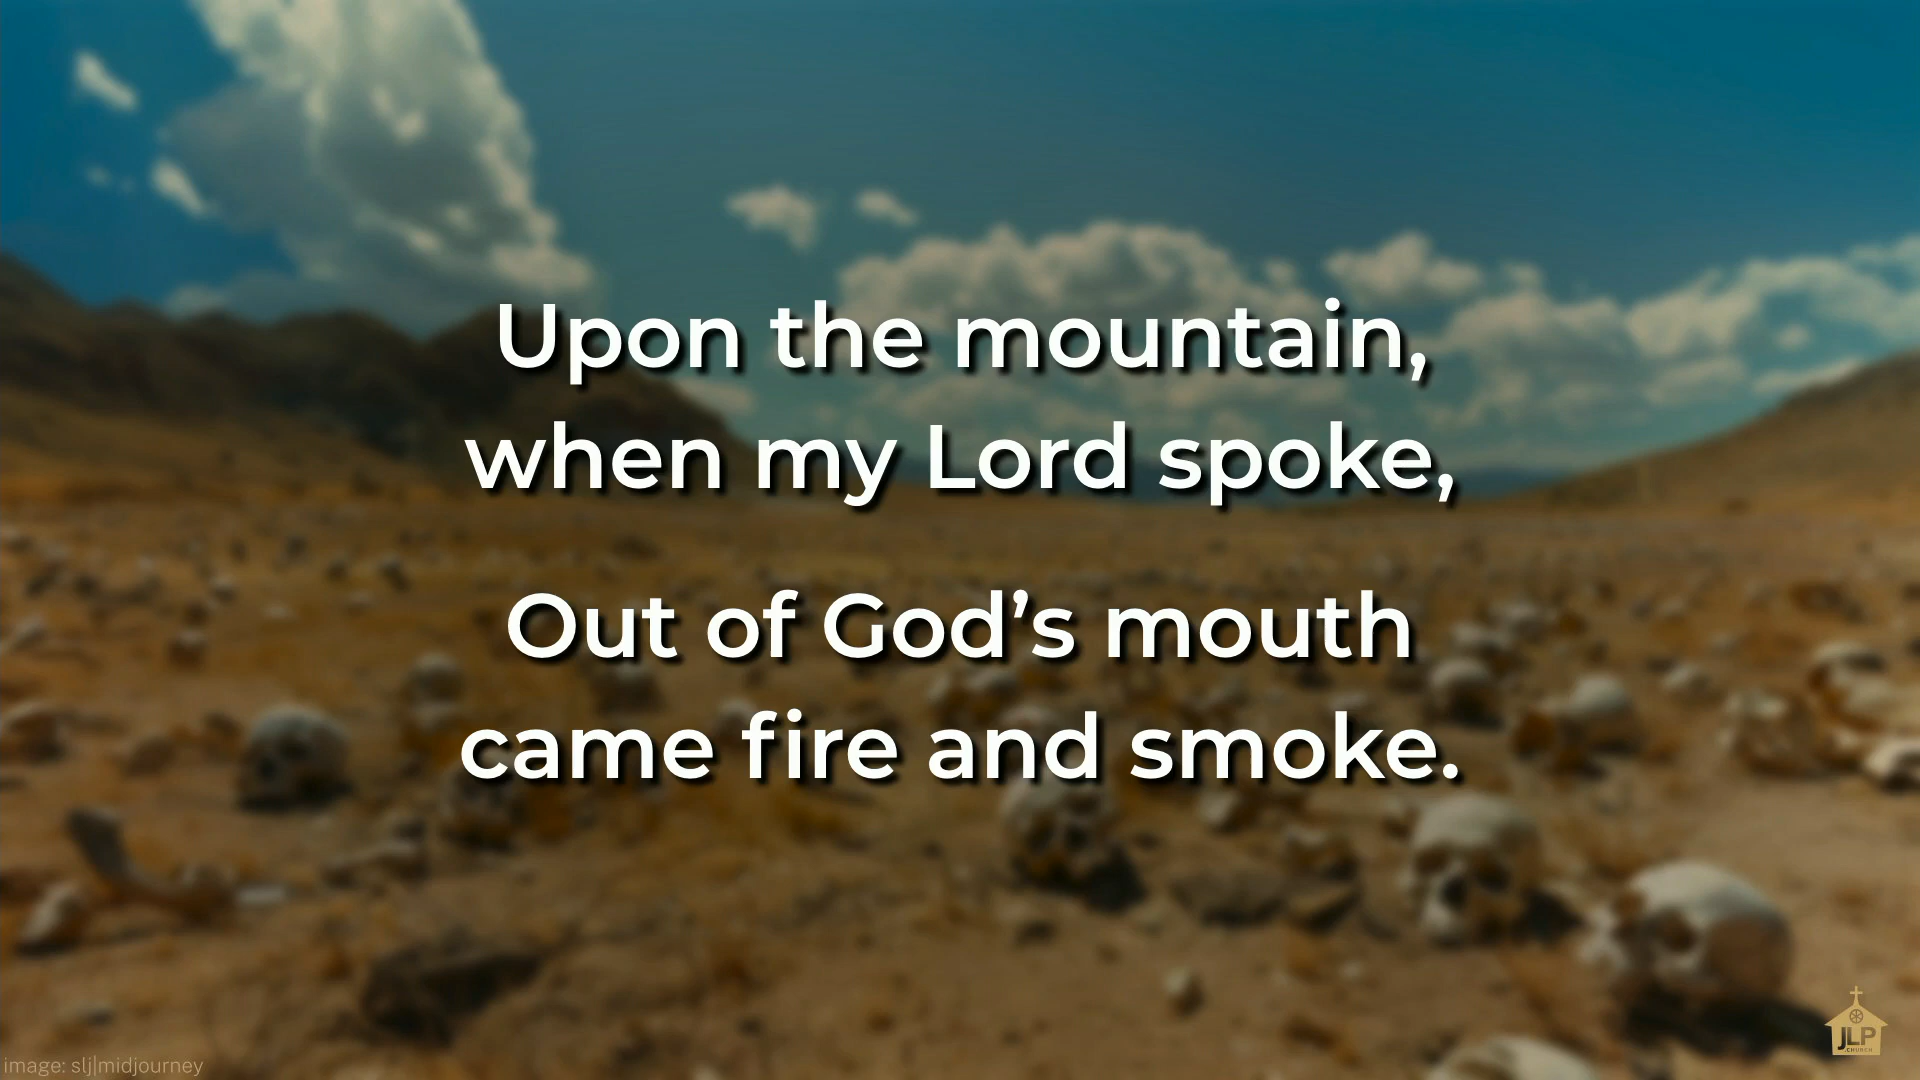 Upon the mountain,
when my Lord spoke,
Out of God’s mouth
came fire and smoke.
image: slj|midjourney
JLP
.CHURCH